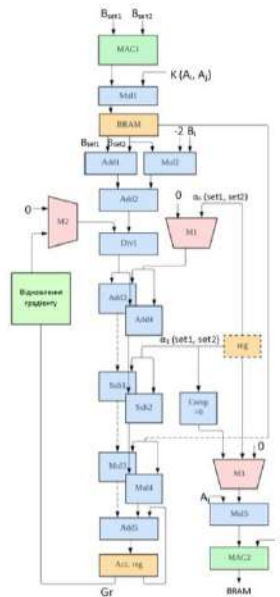 Bset1 Bset2
MAC1
K (Ai, Aj)
Mul1
BRAM
Bset1 Bset2 -2 Bi
Add1 Mul2
0 M2 Add2 0 α0 (set1, set2)
Div1 M1
Відновлення
градієнту
Add3
Add4
α1 (set1, set2) reg
Sub1
Sub2 Comp
>0
0
Mul3 M3
Mul4 Ai
Add5 Mul5
Acc. reg MAC2
Gr BRAM